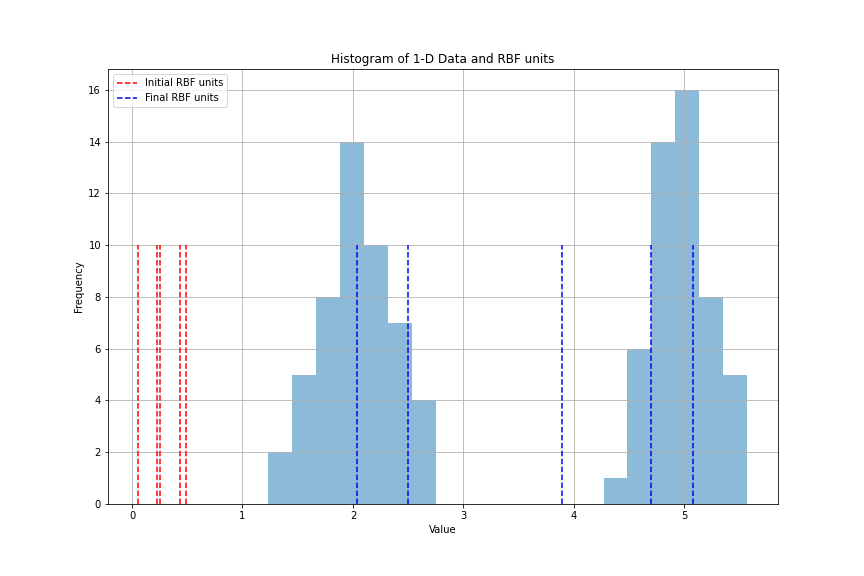 Histogram of 1-D Data and RBF units
Initial RBF units
Final RBF units
Frequency
16
14
12
10
8
6
4
2
0
0 1 2 3 4 5
Value